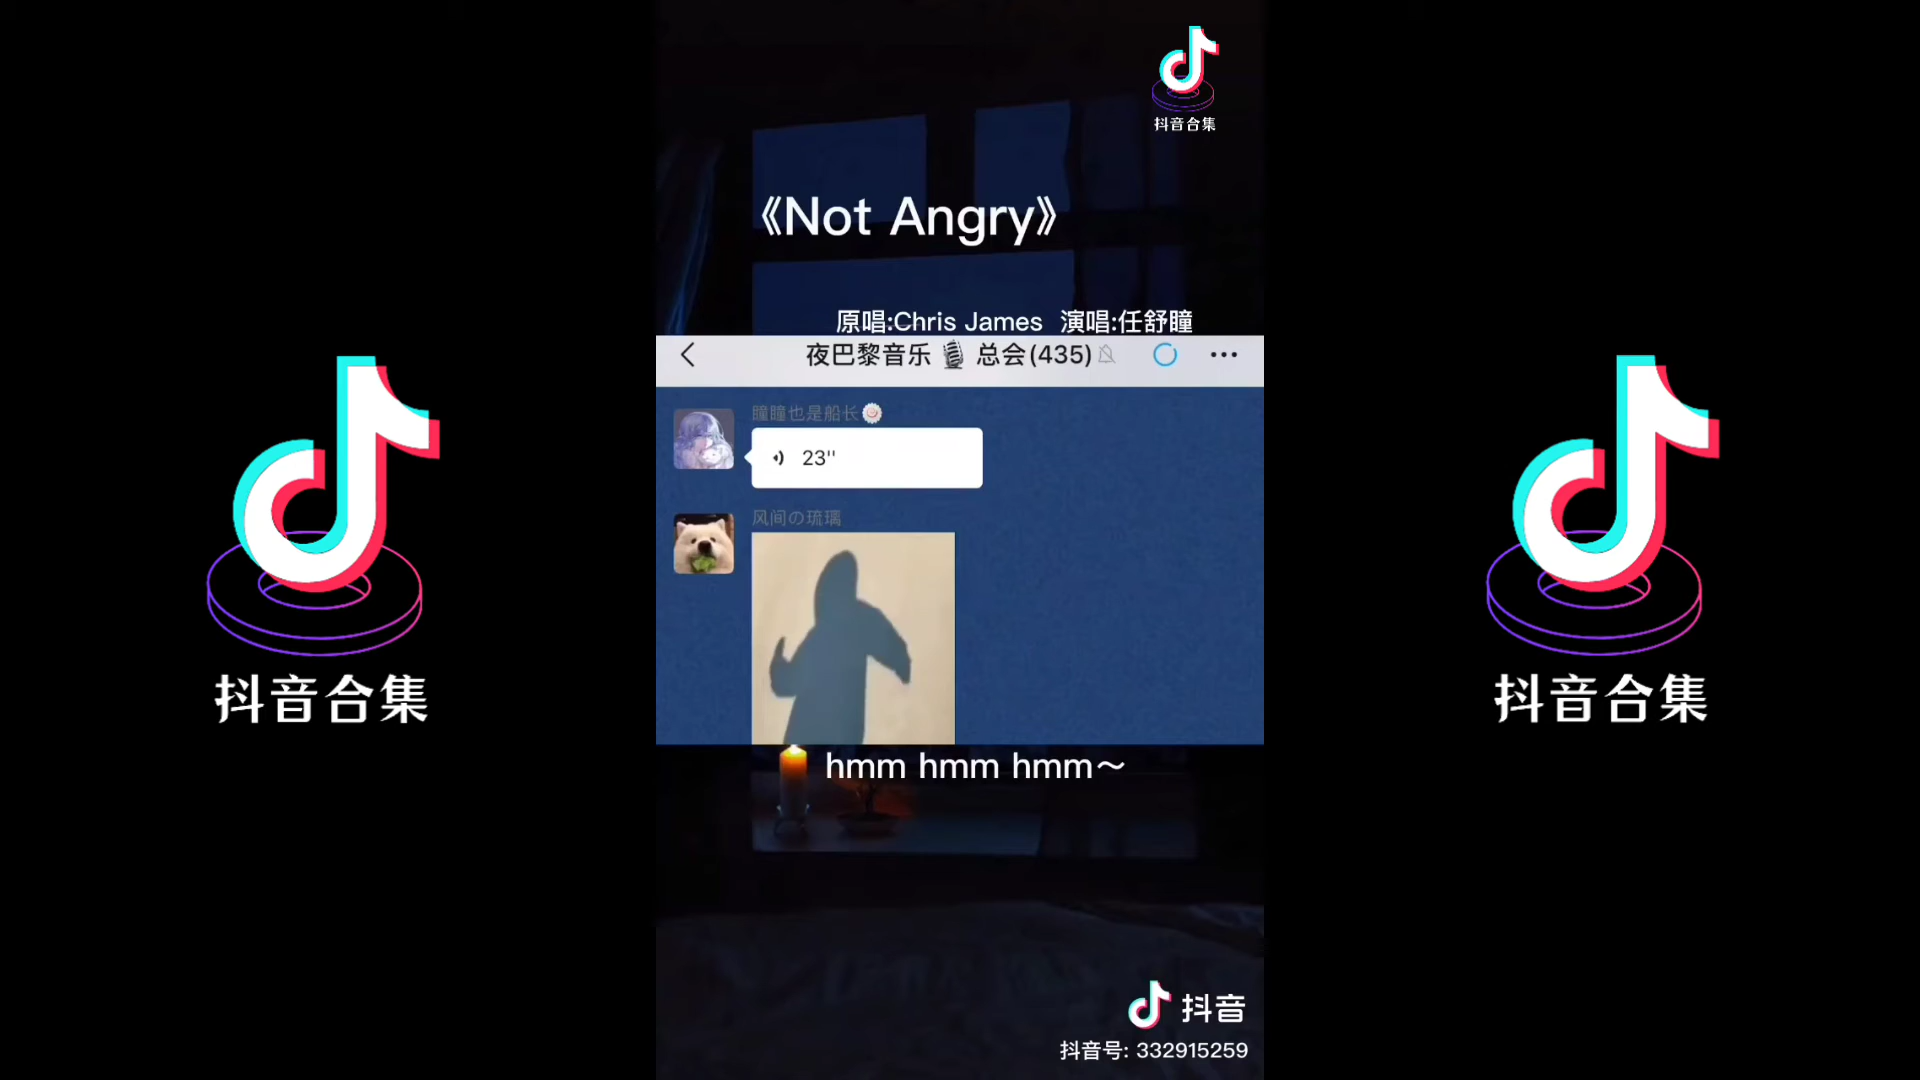 抖音合集
《Not Angry》
原唱:Chris James 演唱:任舒瞳
夜巴黎音乐 总会(435)
瞳瞳也是船长
23"
风间の琉璃
hmm hmm hmm～
抖音合集
抖音合集
抖音
抖音号: 332915259